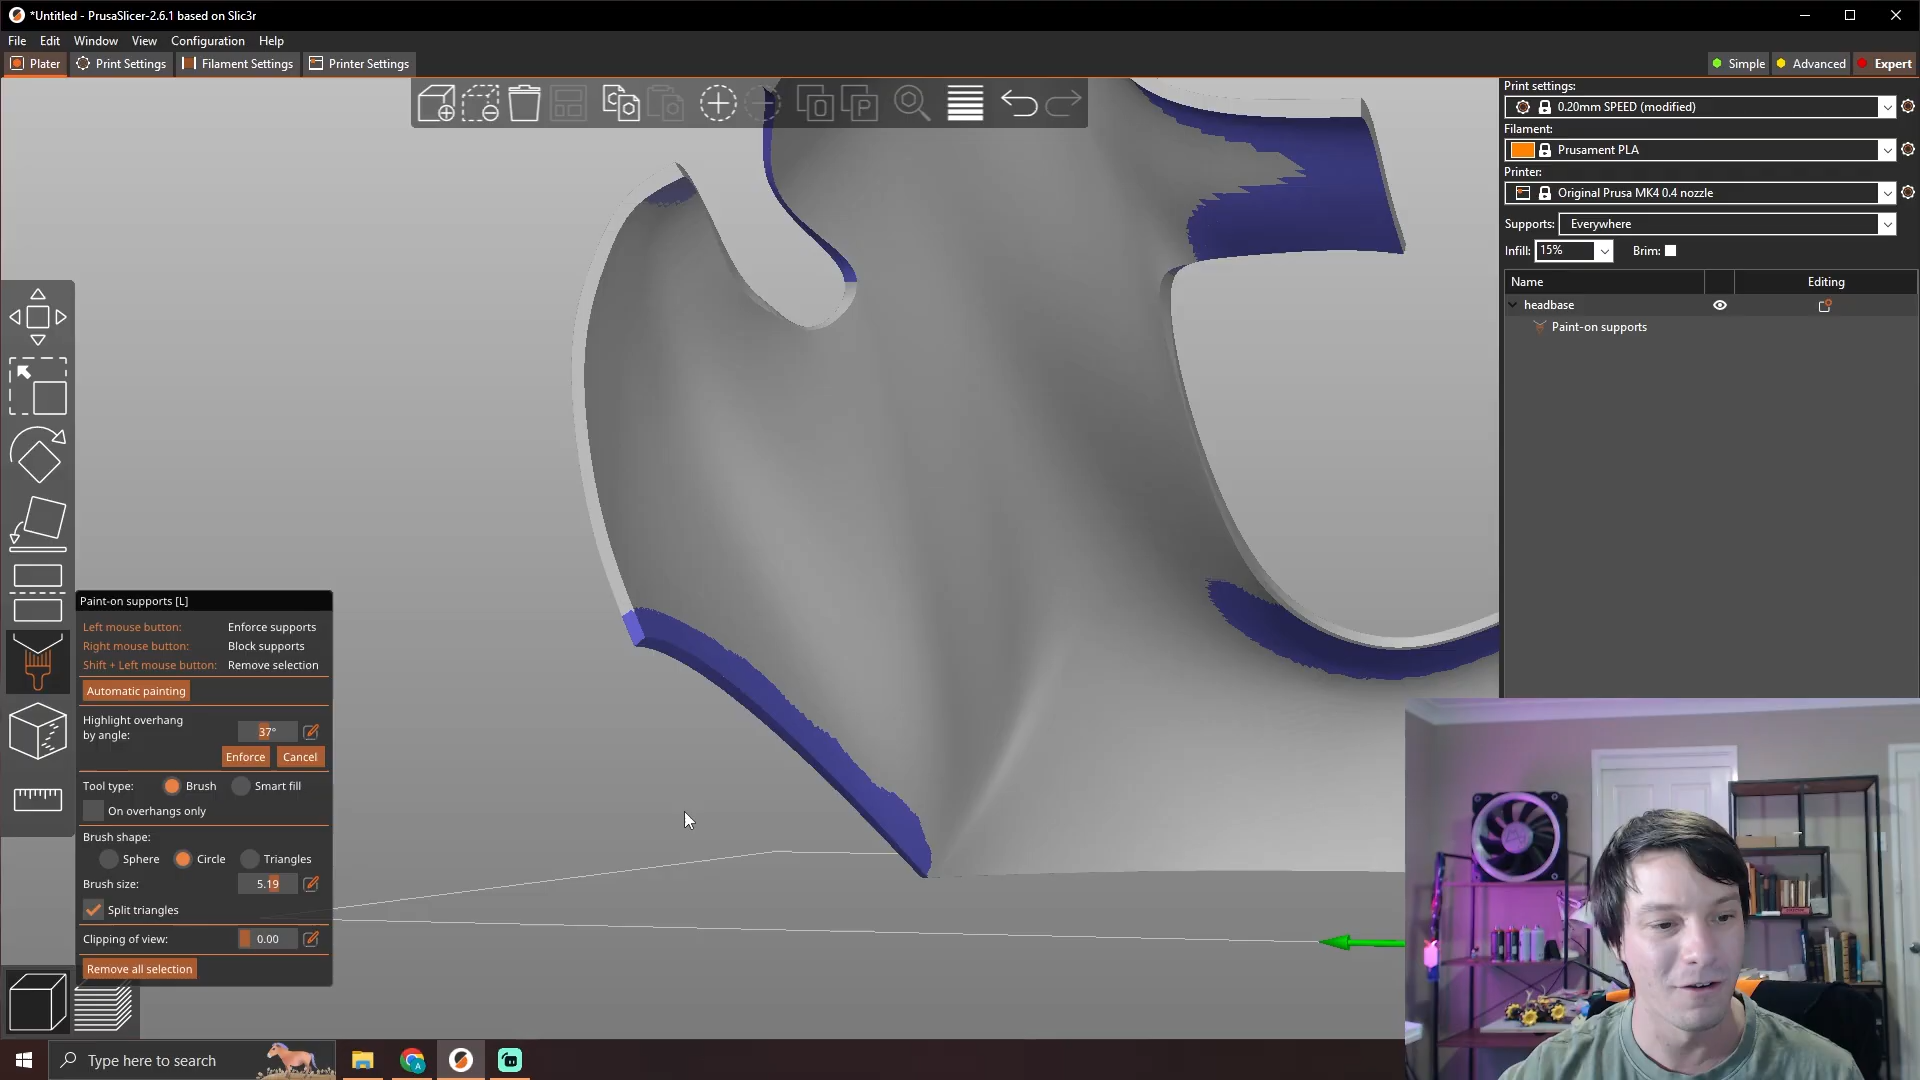 *Untitled - PrusaSlicer-2.6.1 based on Slic3r
File Edit Window View Configuration Help
Plater Print Settings Filament Settings Printer Settings Simple Advanced Expert
Print settings:
0.20mm SPEED (modified)
Filament:
Prusament PLA
Printer:
Original Prusa MK4 0.4 nozzle
Supports: Everywhere
Infill: 15% Brim:
Name Editing
headbase
Paint-on supports
Paint-on supports [L]
Left mouse button: Enforce supports
Right mouse button: Block supports
Shift + Left mouse button: Remove selection
Automatic painting
Highlight overhang
by angle: 37°
Enforce Cancel
Tool type: Brush Smart fill
On overhangs only
Brush shape:
Sphere Circle Triangles
Brush size: 5.19
Split triangles
Clipping of view: 0.00
Remove all selection
Type here to search